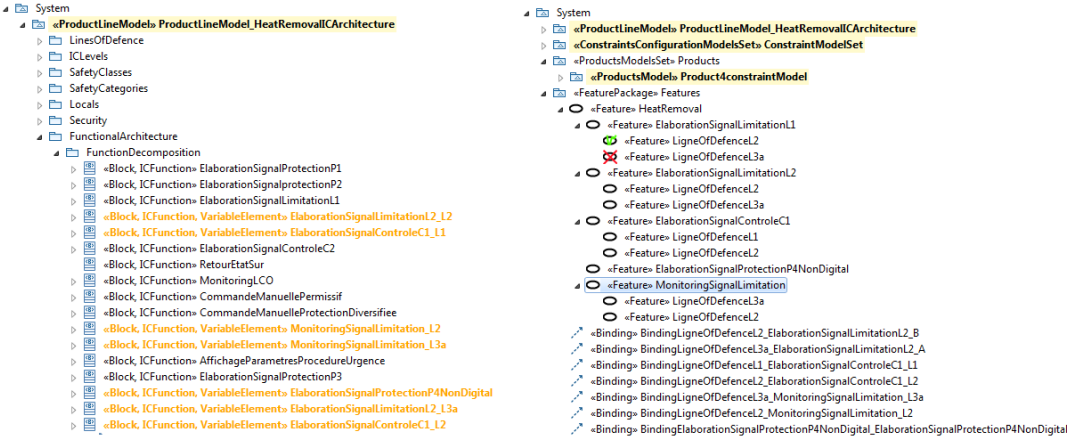 System
«ProductLineModel» ProductLineModel_HeatRemovalICArchitecture
LinesOfDefence
ICLevels
SafetyClasses
SafetyCategories
Locals
Security
FunctionalArchitecture
FunctionDecomposition
«Block, ICFunction» ElaborationSignalProtectionP1
«Block, ICFunction» ElaborationSignalprotectionP2
«Block, ICFunction» ElaborationSignalLimitationL1
«Block, ICFunction, VariableElement» ElaborationSignalLimitationL2_L2
«Block, ICFunction, VariableElement» ElaborationSignalControleC1_L1
«Block, ICFunction» ElaborationSignalControleC2
«Block, ICFunction» RetourEtatSur
«Block, ICFunction» MonitoringLCO
«Block, ICFunction» CommandeManuellePermissif
«Block, ICFunction» CommandeManuelleProtectionDiversifiee
«Block, ICFunction, VariableElement» MonitoringSignalLimitation_L2
«Block, ICFunction, VariableElement» MonitoringSignalLimitation_L3a
«Block, ICFunction» AffichageParametresProcedureUrgence
«Block, ICFunction» ElaborationSignalProtectionP3
«Block, ICFunction, VariableElement» ElaborationSignalProtectionP4NonDigital
«Block, ICFunction, VariableElement» ElaborationSignalLimitationL2_L3a
«Block, ICFunction, VariableElement» ElaborationSignalControleC1_L2
System
«ProductLineModel» ProductLineModel_HeatRemovalICArchitecture
«ConstraintsConfigurationModelsSet» ConstraintModelSet
«ProductsModelsSet» Products
«ProductsModel» Product4constraintModel
«FeaturePackage» Features
«Feature» HeatRemoval
«Feature» ElaborationSignalLimitationL1
«Feature» LigneOfDefenceL2
«Feature» LigneOfDefenceL3a
«Feature» ElaborationSignalLimitationL2
«Feature» LigneOfDefenceL2
«Feature» LigneOfDefenceL3a
«Feature» ElaborationSignalControleC1
«Feature» LigneOfDefenceL1
«Feature» LigneOfDefenceL2
«Feature» ElaborationSignalProtectionP4NonDigital
«Feature» MonitoringSignalLimitation
«Feature» LigneOfDefenceL3a
«Feature» LigneOfDefenceL2
«Binding» BindingLigneOfDefenceL2_ElaborationSignalLimitationL2_B
«Binding» BindingLigneOfDefenceL3a_ElaborationSignalLimitationL2_A
«Binding» BindingLigneOfDefenceL1_ElaborationSignalControleC1_L1
«Binding» BindingLigneOfDefenceL2_ElaborationSignalControleC1_L2
«Binding» BindingLigneOfDefenceL3a_MonitoringSignalLimitation_L3a
«Binding» BindingLigneOfDefenceL2_MonitoringSignalLimitation_L2
«Binding» BindingElaborationSignalProtectionP4NonDigital_ElaborationSignalProtectionP4NonDigital